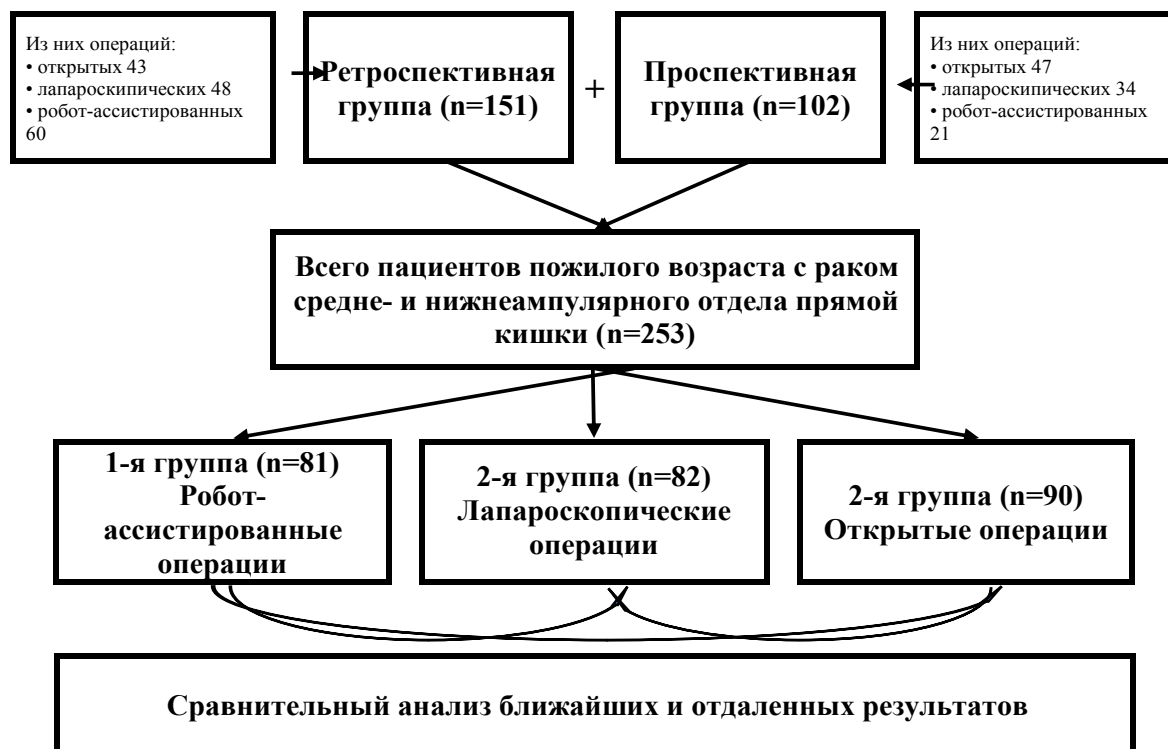 Из них операций:
• открытых 43
• лапароскипических 48
• робот-ассистированных
60
Ретроспективная
группа (n=151)
+
Проспективная
группа (n=102)
Из них операций:
• открытых 47
• лапароскипических 34
• робот-ассистированных
21
Всего пациентов пожилого возраста с раком
средне- и нижнеампулярного отдела прямой
кишки (n=253)
1-я группа (n=81)
Робот-
ассистированные
операции
2-я группа (n=82)
Лапароскопические
операции
2-я группа (n=90)
Открытые операции
Сравнительный анализ ближайших и отдаленных результатов